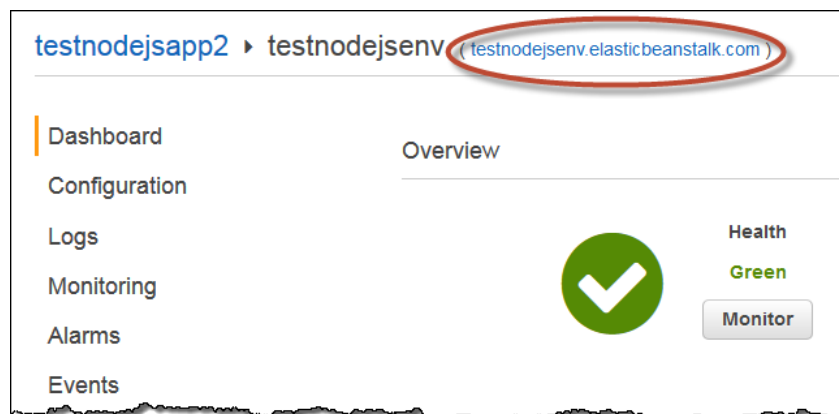 testnodejsapp2 ▸ testnodejsenv ( testnodejsenv.elasticbeanstalk.com )
Dashboard
Configuration
Logs
Monitoring
Alarms
Events
Overview
Health
Green
Monitor